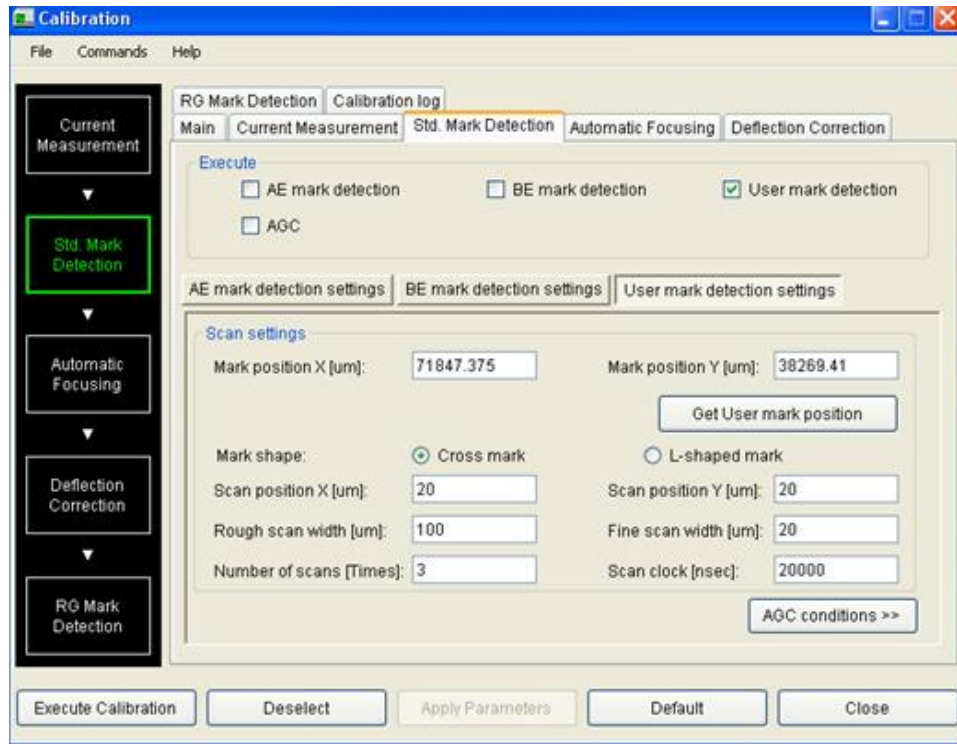 Calibration
File Commands Help
RG Mark Detection Calibration log
Main Current Measurement Std. Mark Detection Automatic Focusing Deflection Correction
Current
Measurement
Std. Mark
Detection
Automatic
Focusing
Deflection
Correction
RG Mark
Detection
Execute
AE mark detection BE mark detection User mark detection
AGC
AE mark detection settings BE mark detection settings User mark detection settings
Scan settings
Mark position X [um]: 71847.375 Mark position Y [um]: 38269.41
Get User mark position
Mark shape: Cross mark L-shaped mark
Scan position X [um]: 20 Scan position Y [um]: 20
Rough scan width [um]: 100 Fine scan width [um]: 20
Number of scans [Times]: 3 Scan clock [nsec]: 20000
AGC conditions >>
Execute Calibration Deselect Apply Parameters Default Close